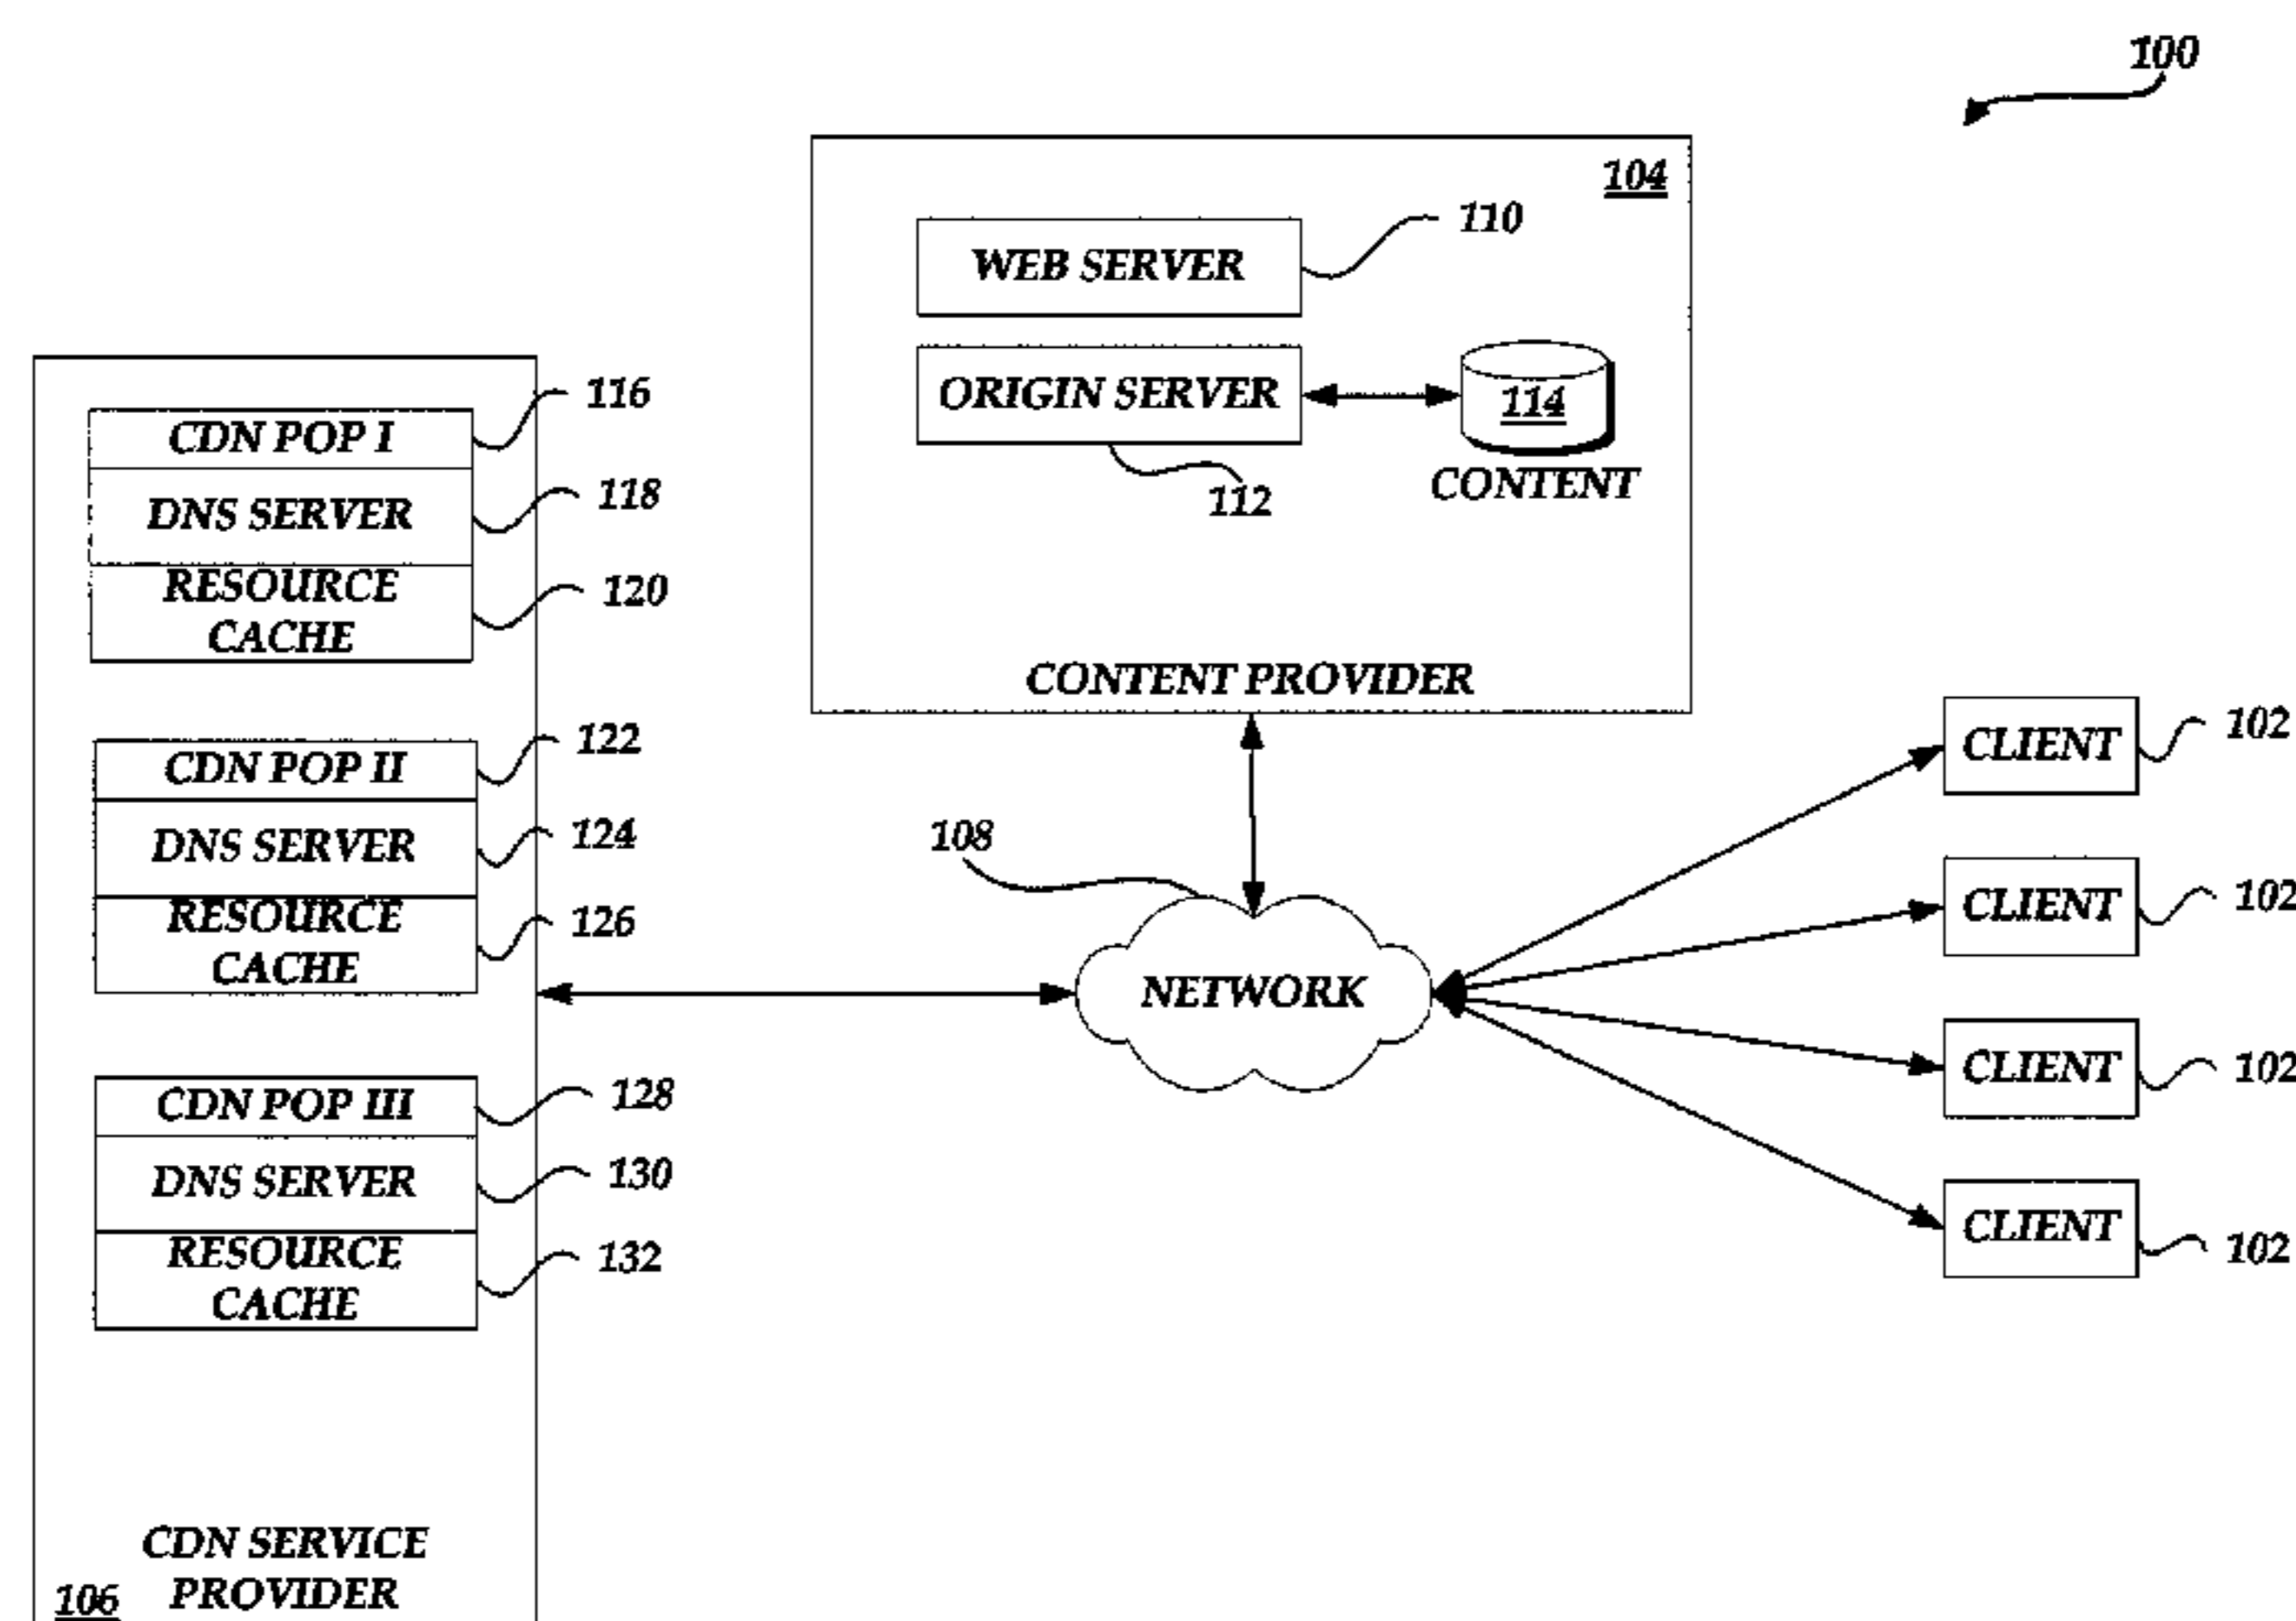 100
104
WEB SERVER
110
ORIGIN SERVER
114
CONTENT
112
CONTENT PROVIDER
CDN POP I
116
DNS SERVER
118
RESOURCE
CACHE
120
CDN POP II
122
DNS SERVER
124
RESOURCE
CACHE
126
CDN POP III
128
DNS SERVER
130
RESOURCE
CACHE
132
CDN SERVICE
PROVIDER
106
108
NETWORK
CLIENT
102
CLIENT
102
CLIENT
102
CLIENT
102